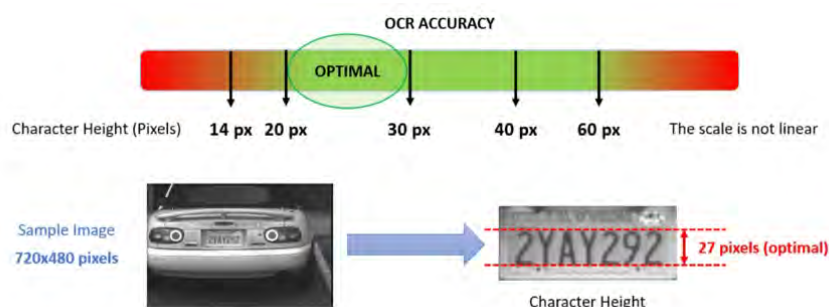 OCR ACCURACY
OPTIMAL
Character Height (Pixels) 14 px 20 px 30 px 40 px 60 px The scale is not linear
Sample Image
720x480 pixels
2YAY292
2YAY292
27 pixels (optimal)
Character Height